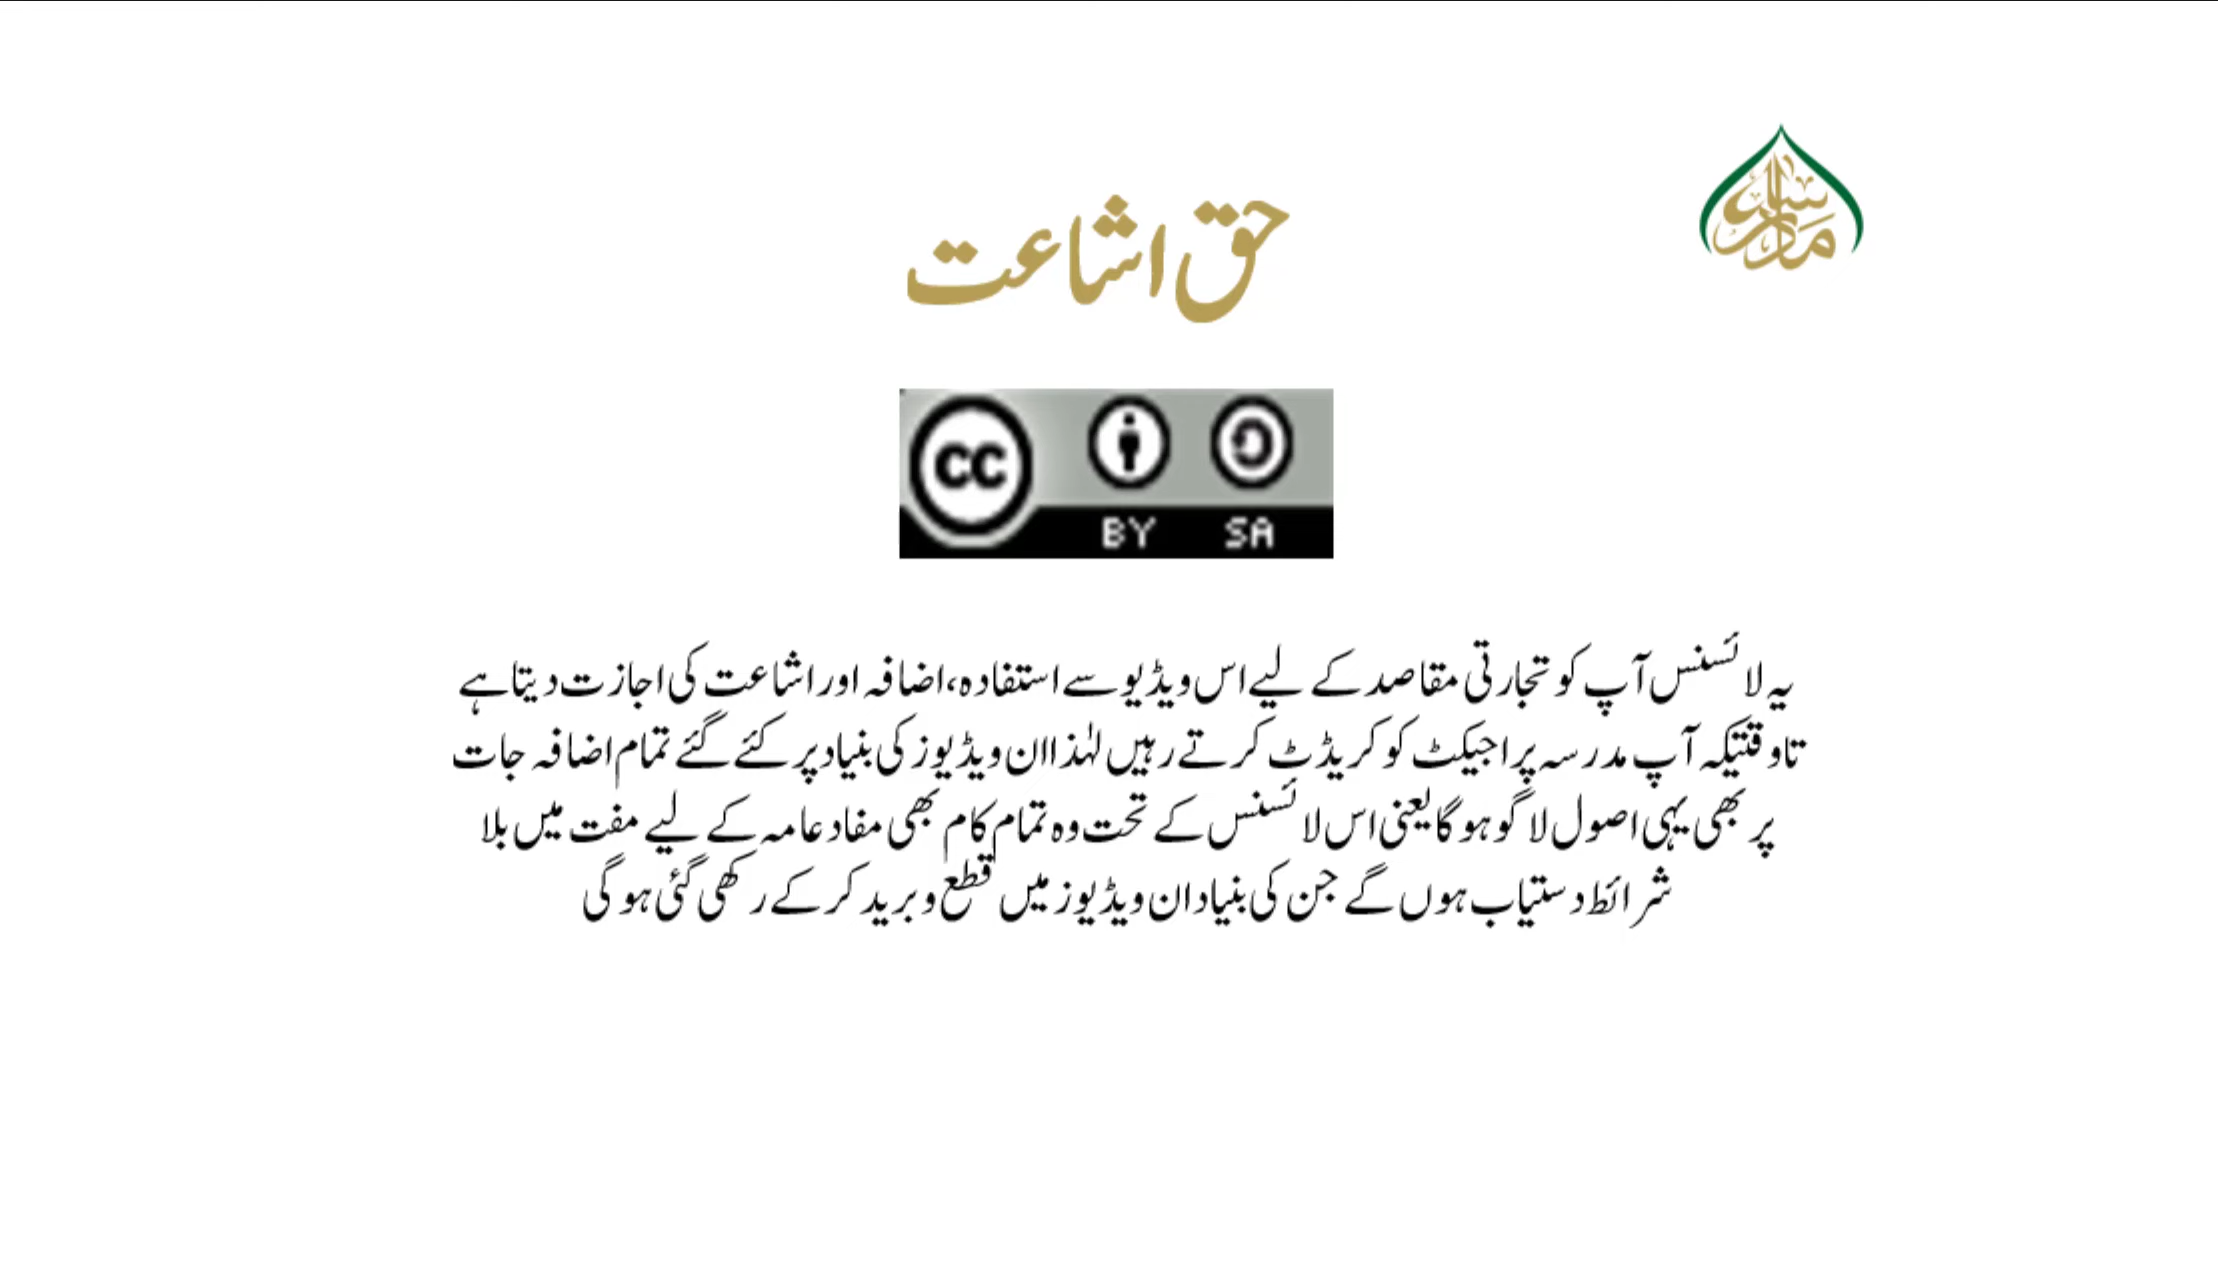 حق اشاعت
cc
BY SA
یہ لائسنس آپ کو تجارتی مقاصد کے لیے اس ویڈیو سے استفادہ، اضافہ اور اشاعت کی اجازت دیتا ہے
تاوقتیکہ آپ مدرسہ پراجیکٹ کو کریڈٹ کرتے رہیں لہٰذا ان ویڈیوز کی بنیاد پر کئے گئے تمام اضافہ جات
پر بھی یہی اصول لاگو ہوگا یعنی اس لائسنس کے تحت وہ تمام کام بھی مفاد عامہ کے لیے مفت میں بلا
شرائط دستیاب ہوں گے جن کی بنیاد ان ویڈیوز میں قطع و برید کرکے رکھی گئی ہوگی